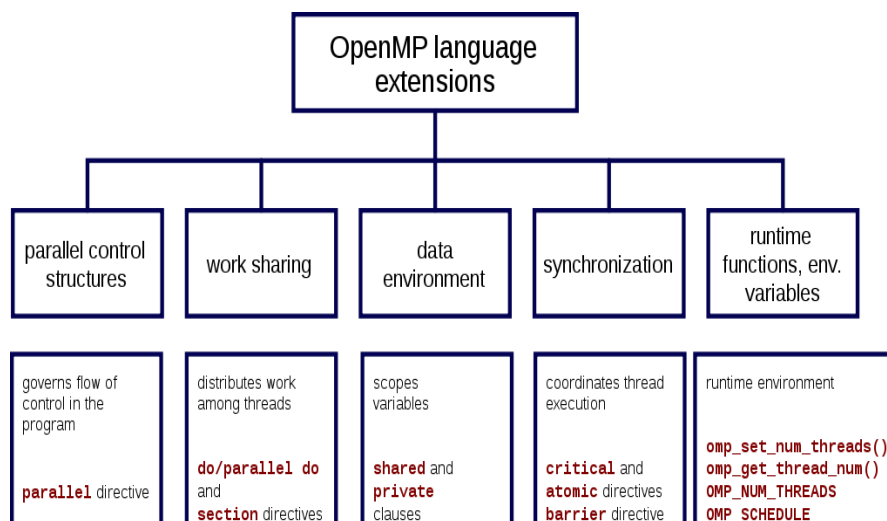 OpenMP language
extensions
parallel control
structures
work sharing
data
environment
synchronization
runtime
functions, env.
variables
governs flow of
control in the
program
parallel directive
distributes work
among threads
do/parallel do
and
section directives
scopes
variables
shared and
private
clauses
coordinates thread
execution
critical and
atomic directives
barrier directive
runtime environment
omp_set_num_threads()
omp_get_thread_num()
OMP_NUM_THREADS
OMP_SCHEDULE